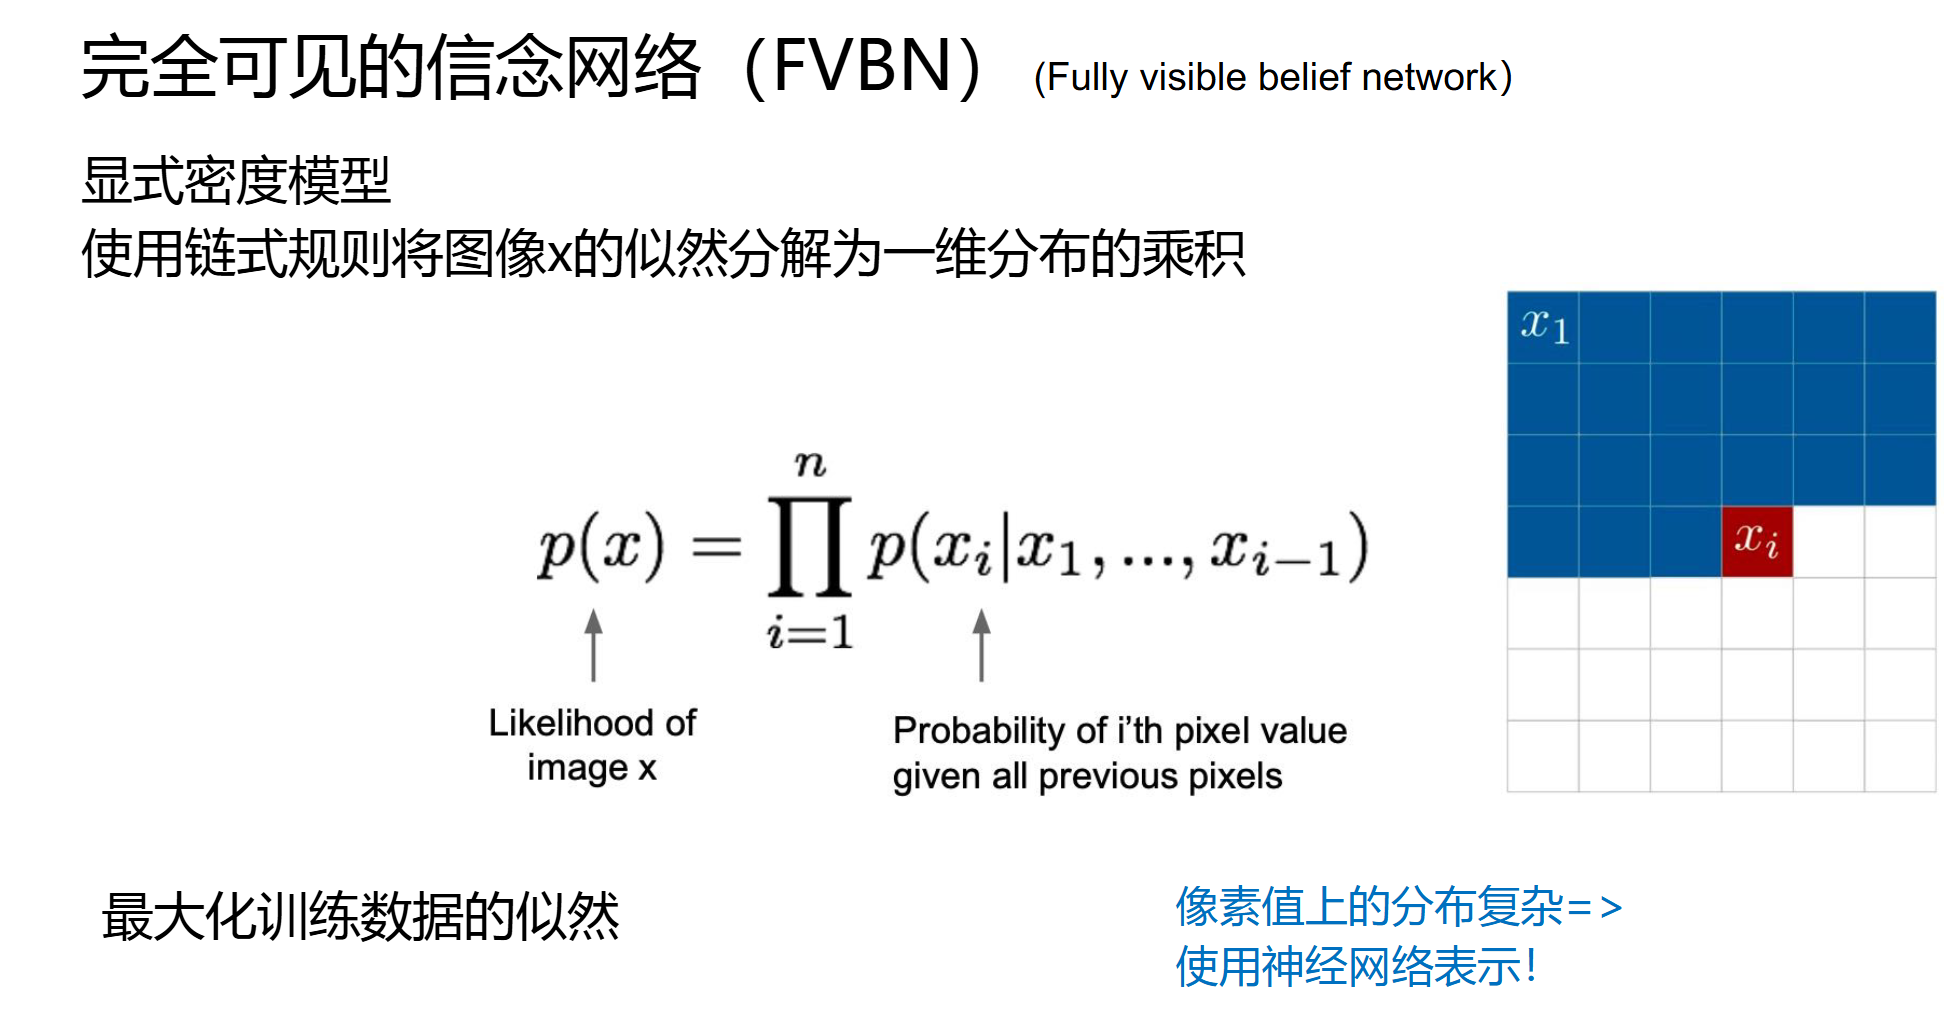 完全可见的信念网络（FVBN）(Fully visible belief network)
显式密度模型
使用链式规则将图像x的似然分解为一维分布的乘积
x₁
p(x) = ∏_{i=1}^{n} p(x_i|x_1, ..., x_{i-1})
x_i
Likelihood of
image x
Probability of i'th pixel value
given all previous pixels
最大化训练数据的似然
像素值上的分布复杂=>
使用神经网络表示！